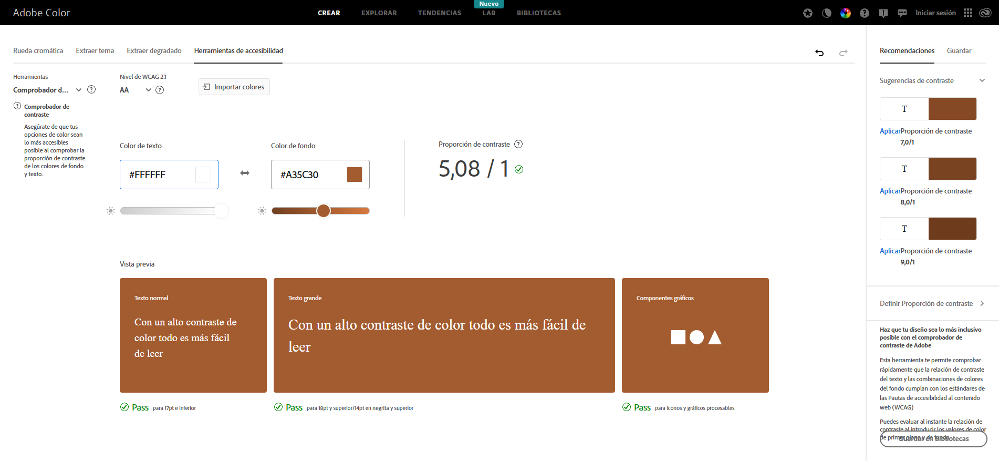 Adobe Color
CREAR
EXPLORAR
TENDENCIAS
Nuevo
LAB
BIBLIOTECAS
Iniciar sesión
Rueda cromática
Extraer tema
Extraer degradado
Herramientas de accesibilidad
Herramientas
Comprobador d...
Comprobador de
contraste
Asegúrate de que tus
opciones de color sean
lo más accesibles
posible al comprobar la
proporción de contraste
de los colores de fondo
y texto.
Nivel de WCAG 2.1
AA
Importar colores
Color de texto
#FFFFFF
Color de fondo
#A35C30
Proporción de contraste
5,08 / 1
Vista previa
Texto normal
Con un alto contraste de
color todo es más fácil
de leer
Pass para 17pt e inferior
Texto grande
Con un alto contraste de color todo es más fácil de
leer
Pass para 18pt y superior/14pt en negrita y superior
Componentes gráficos
Pass para iconos y gráficos procesables
Recomendaciones
Guardar
Sugerencias de contraste
T
Aplicar Proporción de contraste
7,0/1
T
Aplicar Proporción de contraste
8,0/1
T
Aplicar Proporción de contraste
9,0/1
Definir Proporción de contraste
Haz que tu diseño sea lo más inclusivo
posible con el comprobador de
contraste de Adobe
Esta herramienta te permite comprobar
rápidamente que la relación de contraste
del texto y las combinaciones de colores
del fondo cumplan con los estándares de
las Pautas de accesibilidad al contenido
web (WCAG)
Puedes evaluar al instante la relación de
contraste al introducir los valores de color
de primer plano y de fondo
Guardar en Bibliotecas